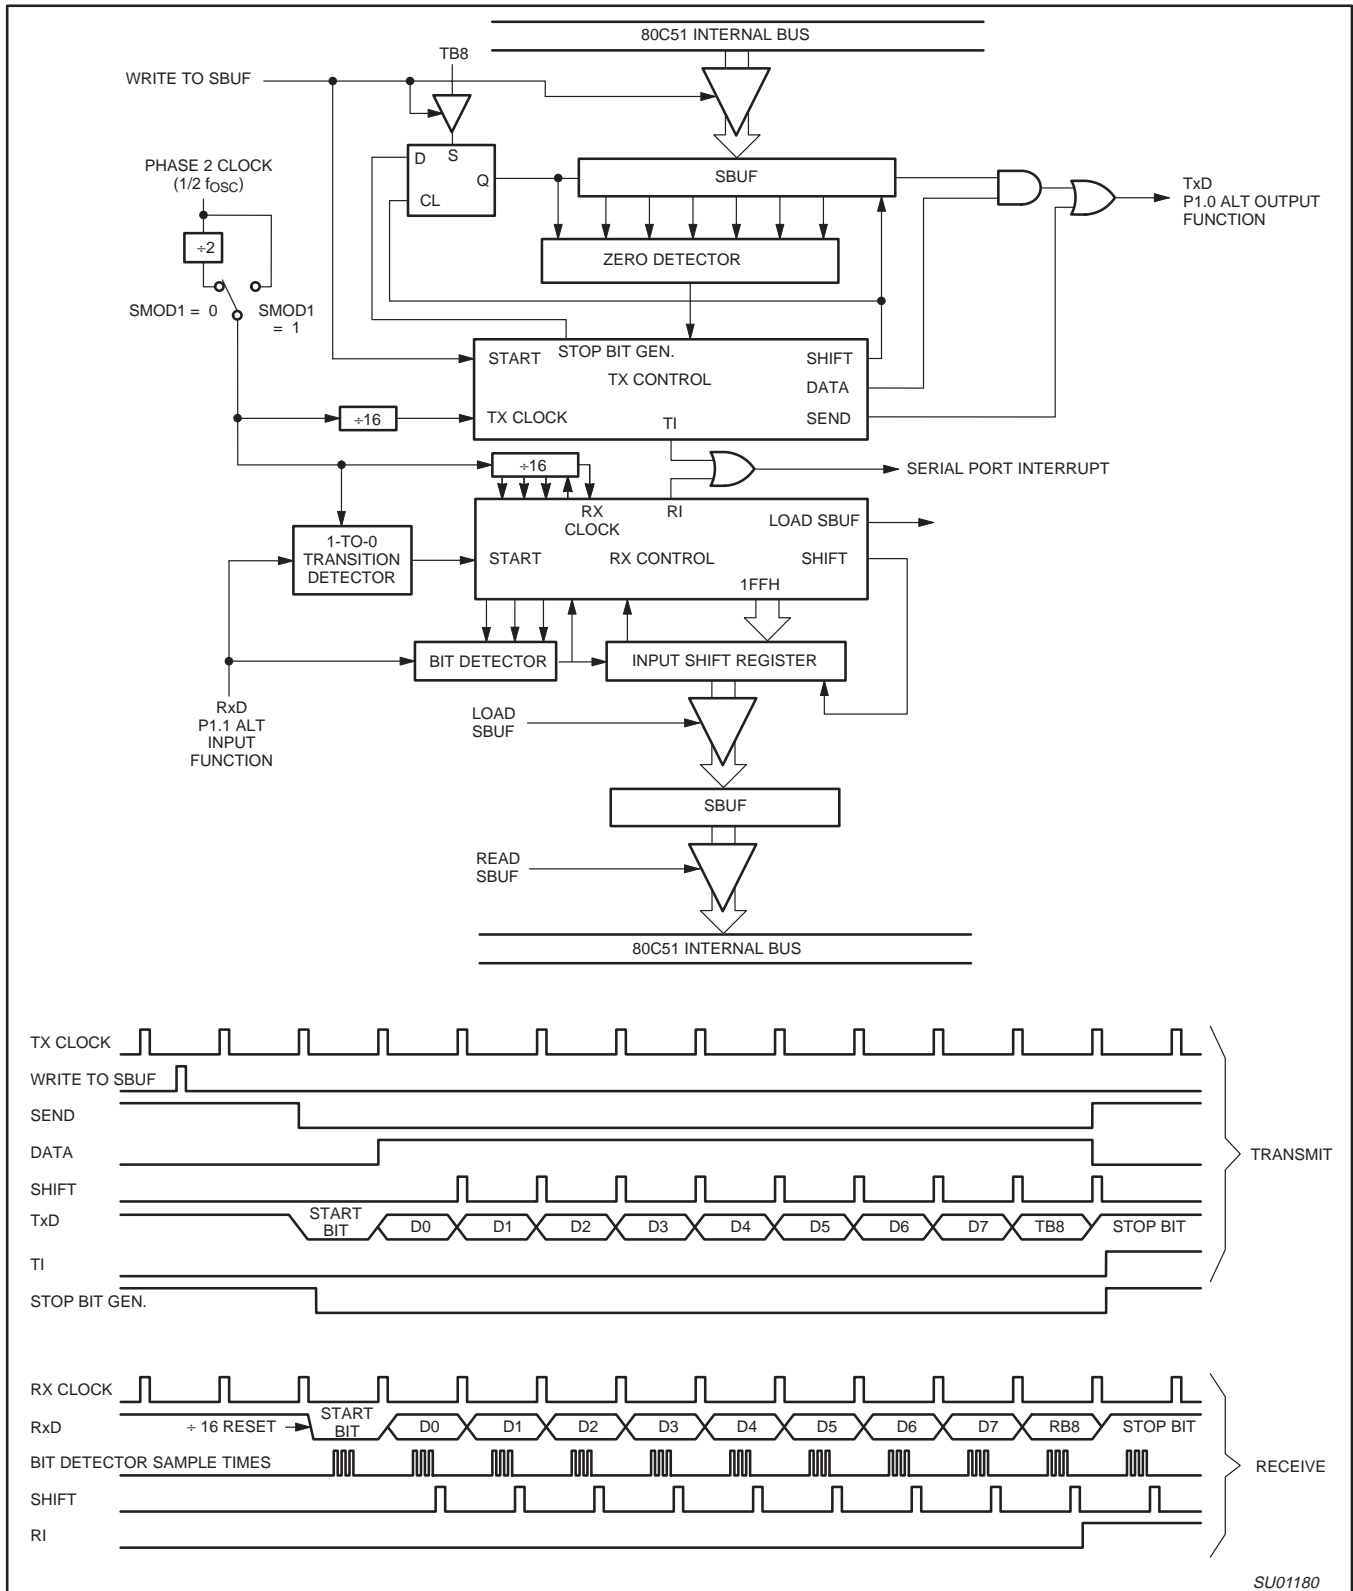 80C51 INTERNAL BUS
TB8
WRITE TO SBUF
D
S
Q
CL
PHASE 2 CLOCK
(1/2 fOSC)
÷2
SMOD1 = 0
SMOD1
= 1
SBUF
ZERO DETECTOR
TxD
P1.0 ALT OUTPUT
FUNCTION
START
STOP BIT GEN.
SHIFT
TX CONTROL
DATA
TX CLOCK
TI
SEND
÷16
÷16
SERIAL PORT INTERRUPT
RX
CLOCK
RI
LOAD SBUF
1-TO-0
TRANSITION
DETECTOR
START
RX CONTROL
SHIFT
1FFH
BIT DETECTOR
INPUT SHIFT REGISTER
RxD
P1.1 ALT
INPUT
FUNCTION
LOAD
SBUF
SBUF
READ
SBUF
80C51 INTERNAL BUS
TX CLOCK
WRITE TO SBUF
SEND
DATA
TRANSMIT
SHIFT
TxD START BIT D0 D1 D2 D3 D4 D5 D6 D7 TB8 STOP BIT
TI
STOP BIT GEN.
RX CLOCK
RxD ÷ 16 RESET START BIT D0 D1 D2 D3 D4 D5 D6 D7 RB8 STOP BIT
BIT DETECTOR SAMPLE TIMES
RECEIVE
SHIFT
RI
SU01180